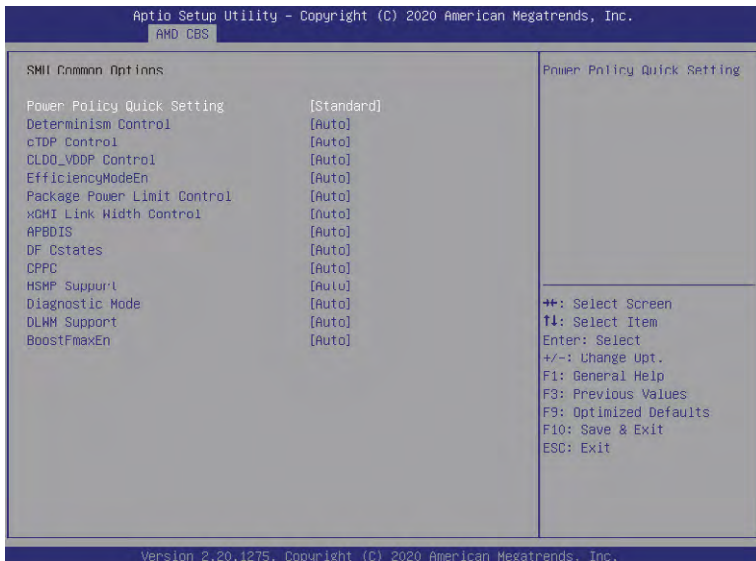 Aptio Setup Utility – Copyright (C) 2020 American Megatrends, Inc.
AMD CBS
SMU Common Options
Power Policy Quick Setting [Standard]
Determinism Control [Auto]
cTDP Control [Auto]
CLDO_VDDP Control [Auto]
EfficiencyModeEn [Auto]
Package Power Limit Control [Auto]
xGMI Link Width Control [Auto]
APBDIS [Auto]
DF Cstates [Auto]
CPPC [Auto]
HSMP Support [Auto]
Diagnostic Mode [Auto]
DLWM Support [Auto]
BoostFmaxEn [Auto]
Power Policy Quick Setting
→←: Select Screen
↑↓: Select Item
Enter: Select
+/-: Change Opt.
F1: General Help
F3: Previous Values
F9: Optimized Defaults
F10: Save & Exit
ESC: Exit
Version 2.20.1275. Copyright (C) 2020 American Megatrends, Inc.